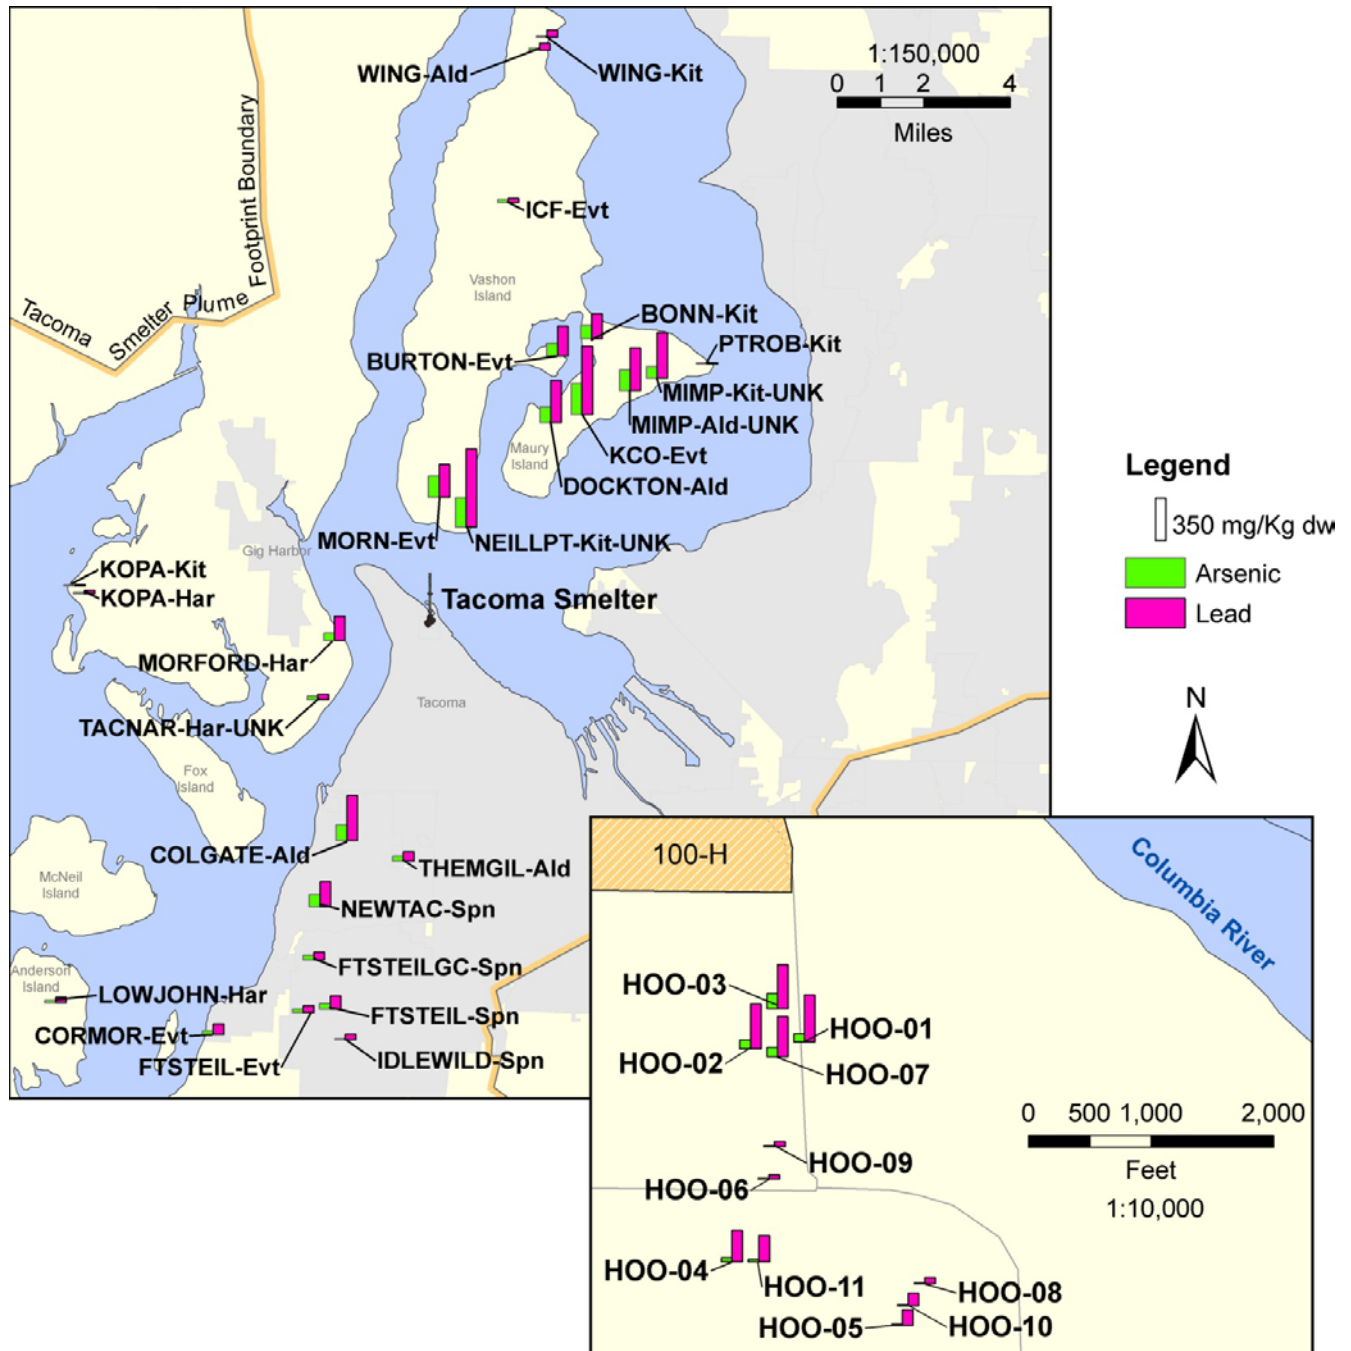 WING-Ald
WING-Kit
1:150,000
0 1 2 4
Miles
Tacoma Smelter Plume Footprint Boundary
ICF-Evt
Vashon
Island
BONN-Kit
PTROB-Kit
BURTON-Evt
MIMP-Kit-UNK
MIMP-Ald-UNK
KCO-Evt
Maury
Island
DOCKTON-Ald
MORN-Evt
NEILLPT-Kit-UNK
Gig Harbor
KOPA-Kit
KOPA-Har
Tacoma Smelter
MORFORD-Har
TACNAR-Har-UNK
Tacoma
Fox
Island
COLGATE-Ald
THEMGIL-Ald
McNeil
Island
NEWTAC-Spn
FTSTEILGC-Spn
Anderson
Island
LOWJOHN-Har
FTSTEIL-Spn
CORMOR-Evt
FTSTEIL-Evt
IDLEWILD-Spn
Legend
350 mg/Kg dw
Arsenic
Lead
N
100-H
Columbia River
HOO-03
HOO-01
HOO-02
HOO-07
0 500 1,000 2,000
Feet
1:10,000
HOO-09
HOO-06
HOO-04
HOO-11
HOO-08
HOO-05
HOO-10